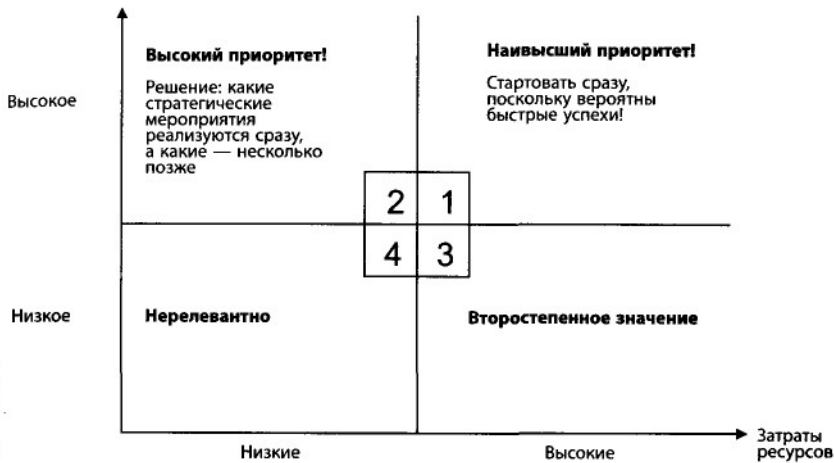 Высокий приоритет!
Решение: какие
стратегические
мероприятия
реализуются сразу,
а какие — несколько
позже
Наивысший приоритет!
Стартовать сразу,
поскольку вероятны
быстрые успехи!
Высокое
2
1
4
3
Низкое
Нерелевантно
Второстепенное значение
Низкие
Высокие
Затраты
ресурсов